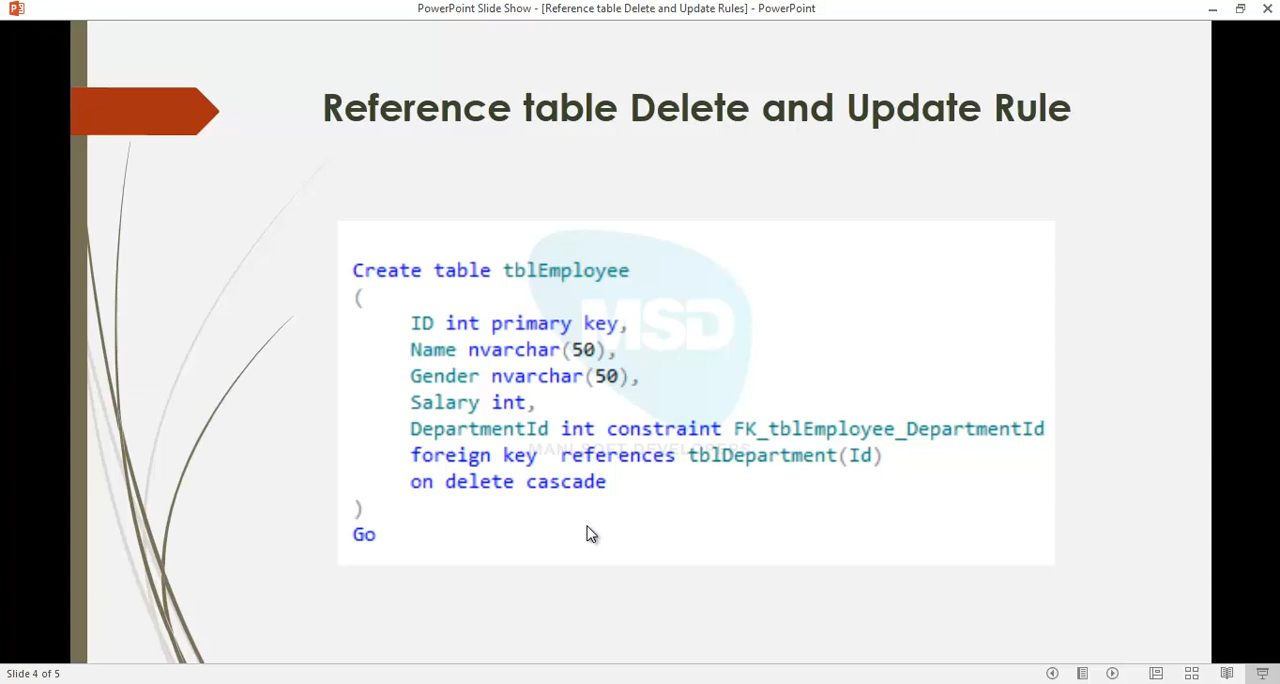 PowerPoint Slide Show - [Reference table Delete and Update Rules] - PowerPoint
Reference table Delete and Update Rule
Create table tblEmployee
(
ID int primary key,
Name nvarchar(50),
Gender nvarchar(50),
Salary int,
DepartmentId int constraint FK_tblEmployee_DepartmentId
foreign key references tblDepartment(Id)
on delete cascade
)
Go
MSD
Slide 4 of 5